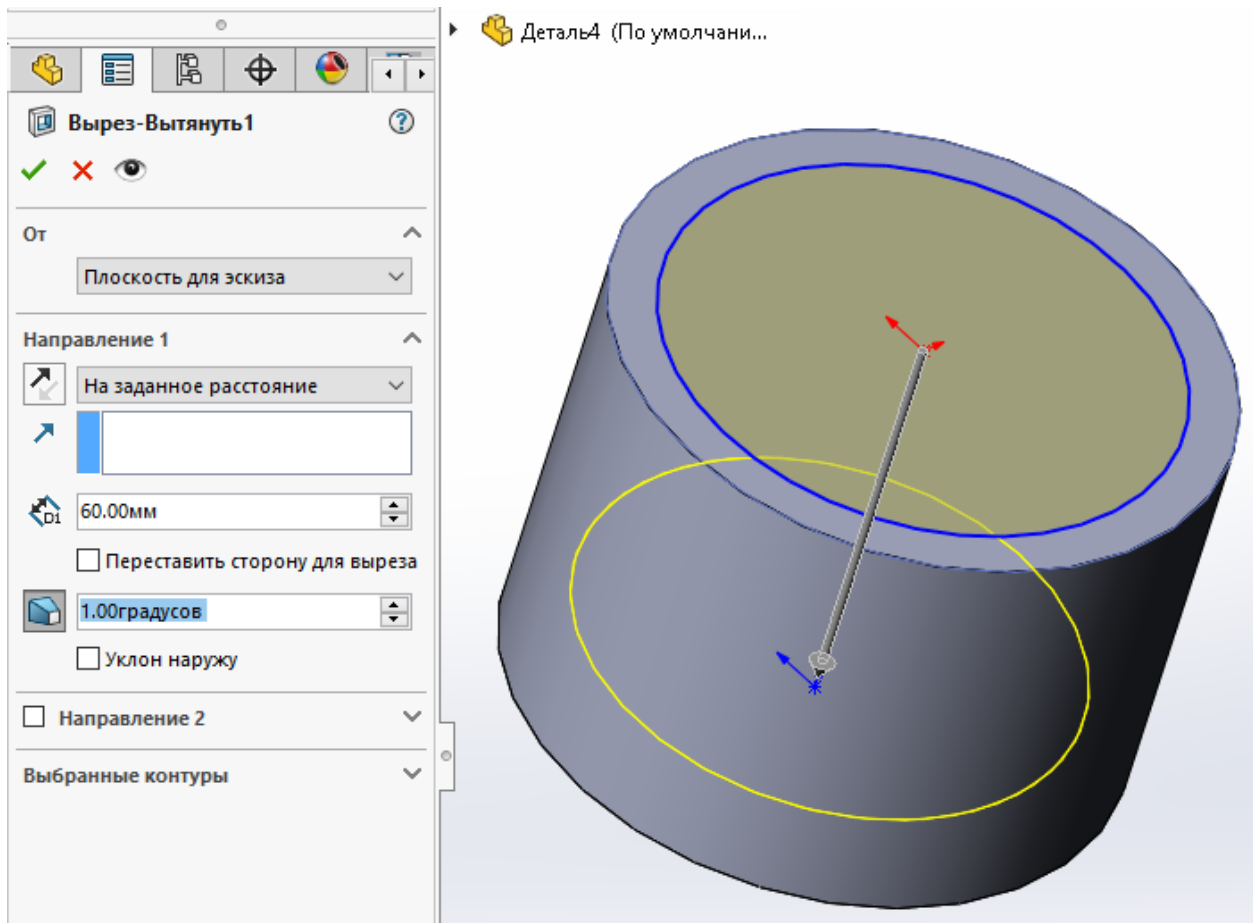 Деталь4 (По умолчани...
Вырез-Вытянуть1
От
Плоскость для эскиза
Направление 1
На заданное расстояние
D1
60.00мм
Переставить сторону для выреза
1.00градусов
Уклон наружу
Направление 2
Выбранные контуры